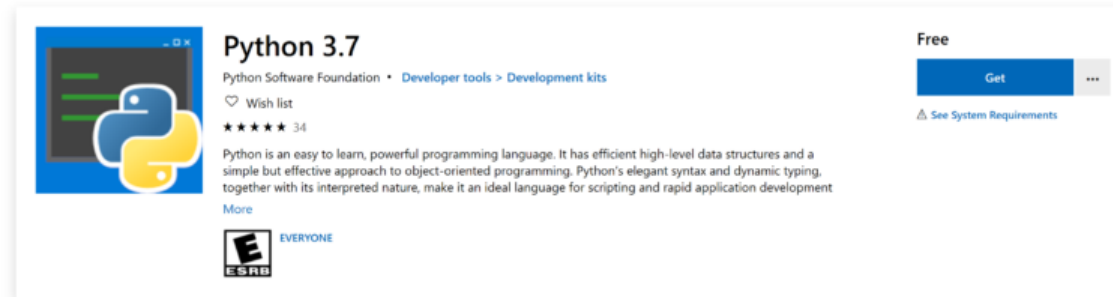 Python 3.7
Python Software Foundation • Developer tools > Development kits
Wish list
★★★★★ 34
Python is an easy to learn, powerful programming language. It has efficient high-level data structures and a
simple but effective approach to object-oriented programming. Python's elegant syntax and dynamic typing,
together with its interpreted nature, make it an ideal language for scripting and rapid application development
More
E
ESRB
EVERYONE
Free
Get
...
See System Requirements